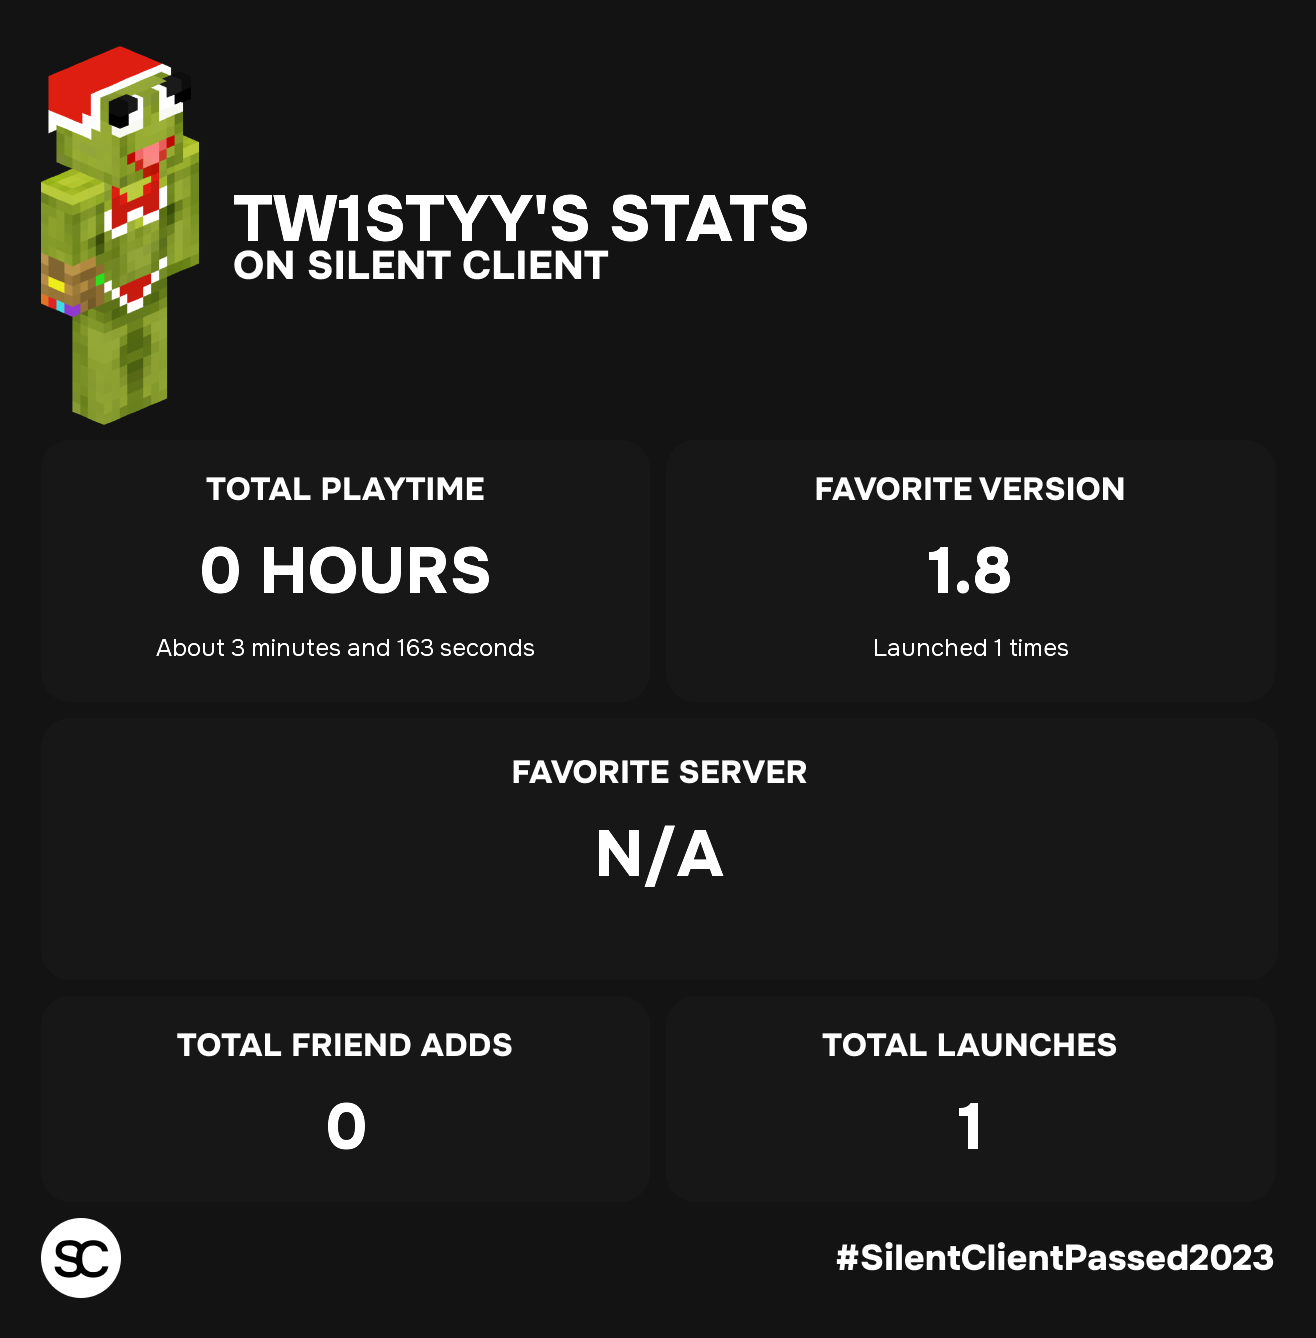 TW1STYY'S STATS
ON SILENT CLIENT
TOTAL PLAYTIME
0 HOURS
About 3 minutes and 163 seconds
FAVORITE VERSION
1.8
Launched 1 times
FAVORITE SERVER
N/A
TOTAL FRIEND ADDS
0
TOTAL LAUNCHES
1
SC
#SilentClientPassed2023